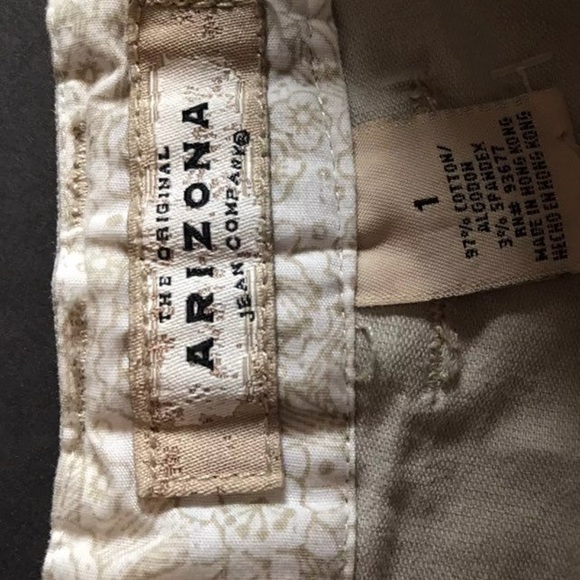 THE ORIGINAL
ARIZONA
JEAN COMPANY®
1
97% COTTON/
ALGODON
3% SPANDEX
RN# 93677
MADE IN HONG KONG
HECHO EN HONG KONG